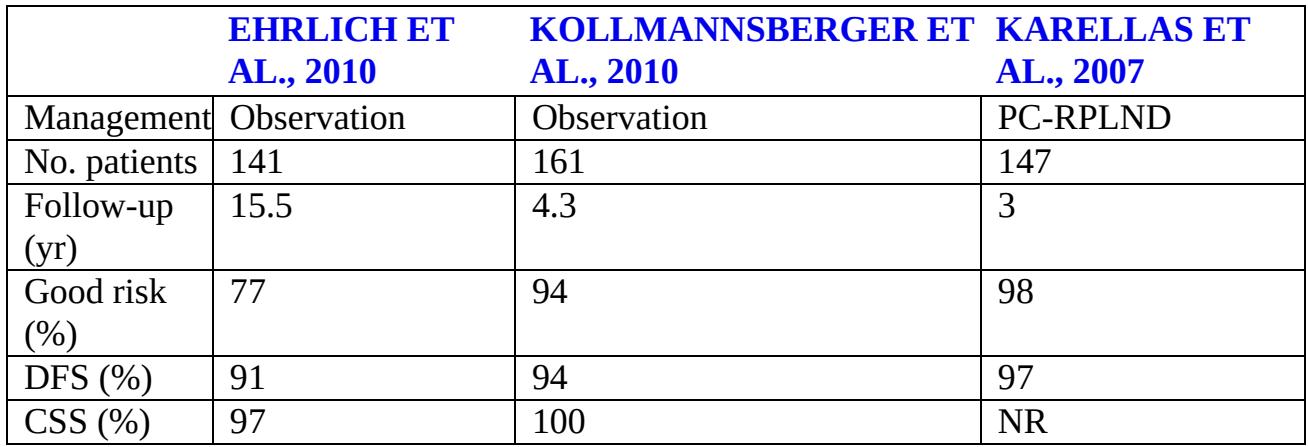 EHRLICH ET KOLLMANNSBERGER ET KARELLAS ET
AL., 2010 AL., 2010 AL., 2007
Management Observation Observation PC-RPLND
No. patients 141 161 147
Follow-up 15.5 4.3 3
(yr)
Good risk 77 94 98
(%)
DFS (%) 91 94 97
CSS (%) 97 100 NR